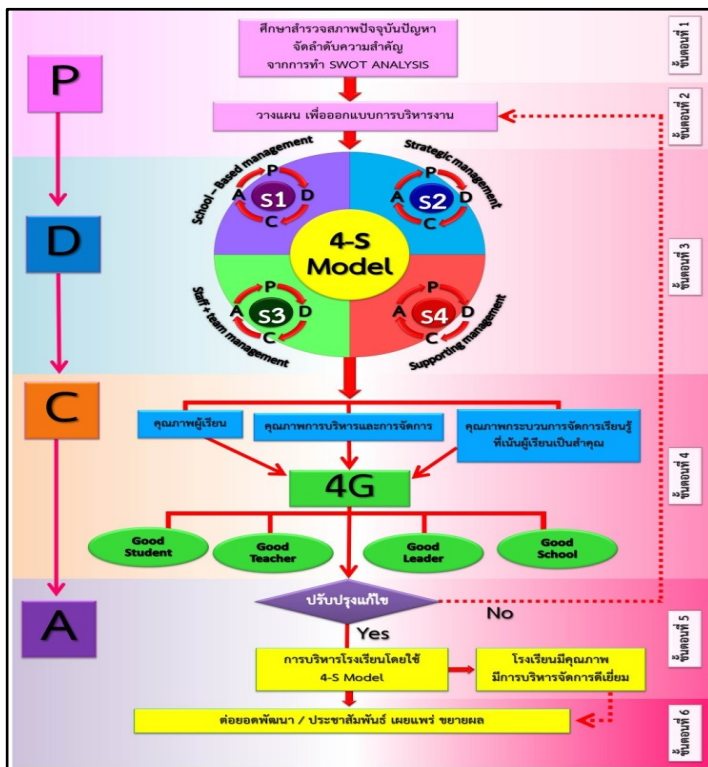 ศึกษาสำรวจสภาพปัจจุบันปัญหา
จัดลำดับความสำคัญ
จากการทำ SWOT ANALYSIS
ขั้นตอนที่ 1
P
วางแผน เพื่อออกแบบการบริหารงาน
ขั้นตอนที่ 2
School – Based management
P
A
D
C
S1
Strategic management
P
A
D
C
S2
4-S
Model
D
ขั้นตอนที่ 3
Staff + team management
P
A
D
C
S3
Supporting management
P
A
D
C
S4
C
คุณภาพผู้เรียน
คุณภาพการบริหารและการจัดการ
คุณภาพกระบวนการจัดการเรียนรู้
ที่เน้นผู้เรียนเป็นสำคัญ
4G
ขั้นตอนที่ 4
Good
Student
Good
Teacher
Good
Leader
Good
School
A
ปรับปรุงแก้ไข
No
Yes
การบริหารโรงเรียนโดยใช้
4-S Model
โรงเรียนมีคุณภาพ
มีการบริหารจัดการดีเยี่ยม
ขั้นตอนที่ 5
ต่อยอดพัฒนา / ประชาสัมพันธ์ เผยแพร่ ขยายผล
ขั้นตอนที่ 6